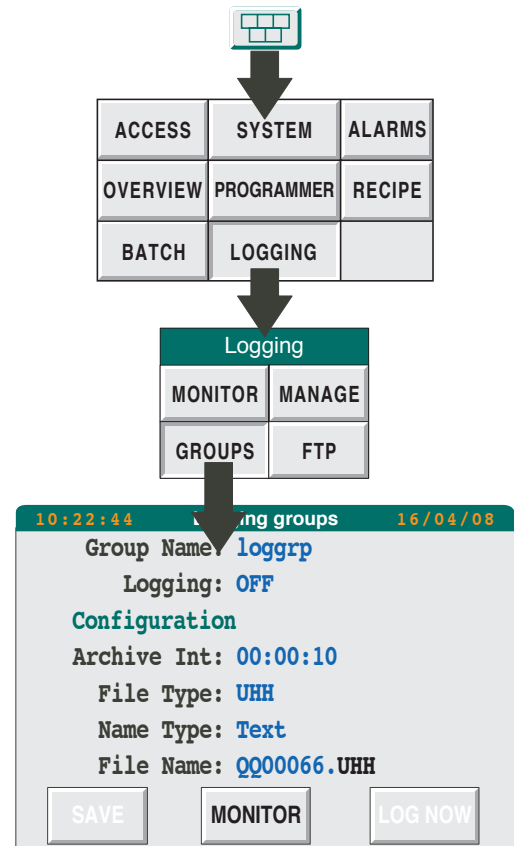 ACCESS SYSTEM ALARMS
OVERVIEW PROGRAMMER RECIPE
BATCH LOGGING
Logging
MONITOR MANAGE
GROUPS FTP
10:22:44 groups 16/04/08
Group Name: loggrp
Logging: OFF
Configuration
Archive Int: 00:00:10
File Type: UHH
Name Type: Text
File Name: QQ00066.UHH
SAVE MONITOR LOG NOW